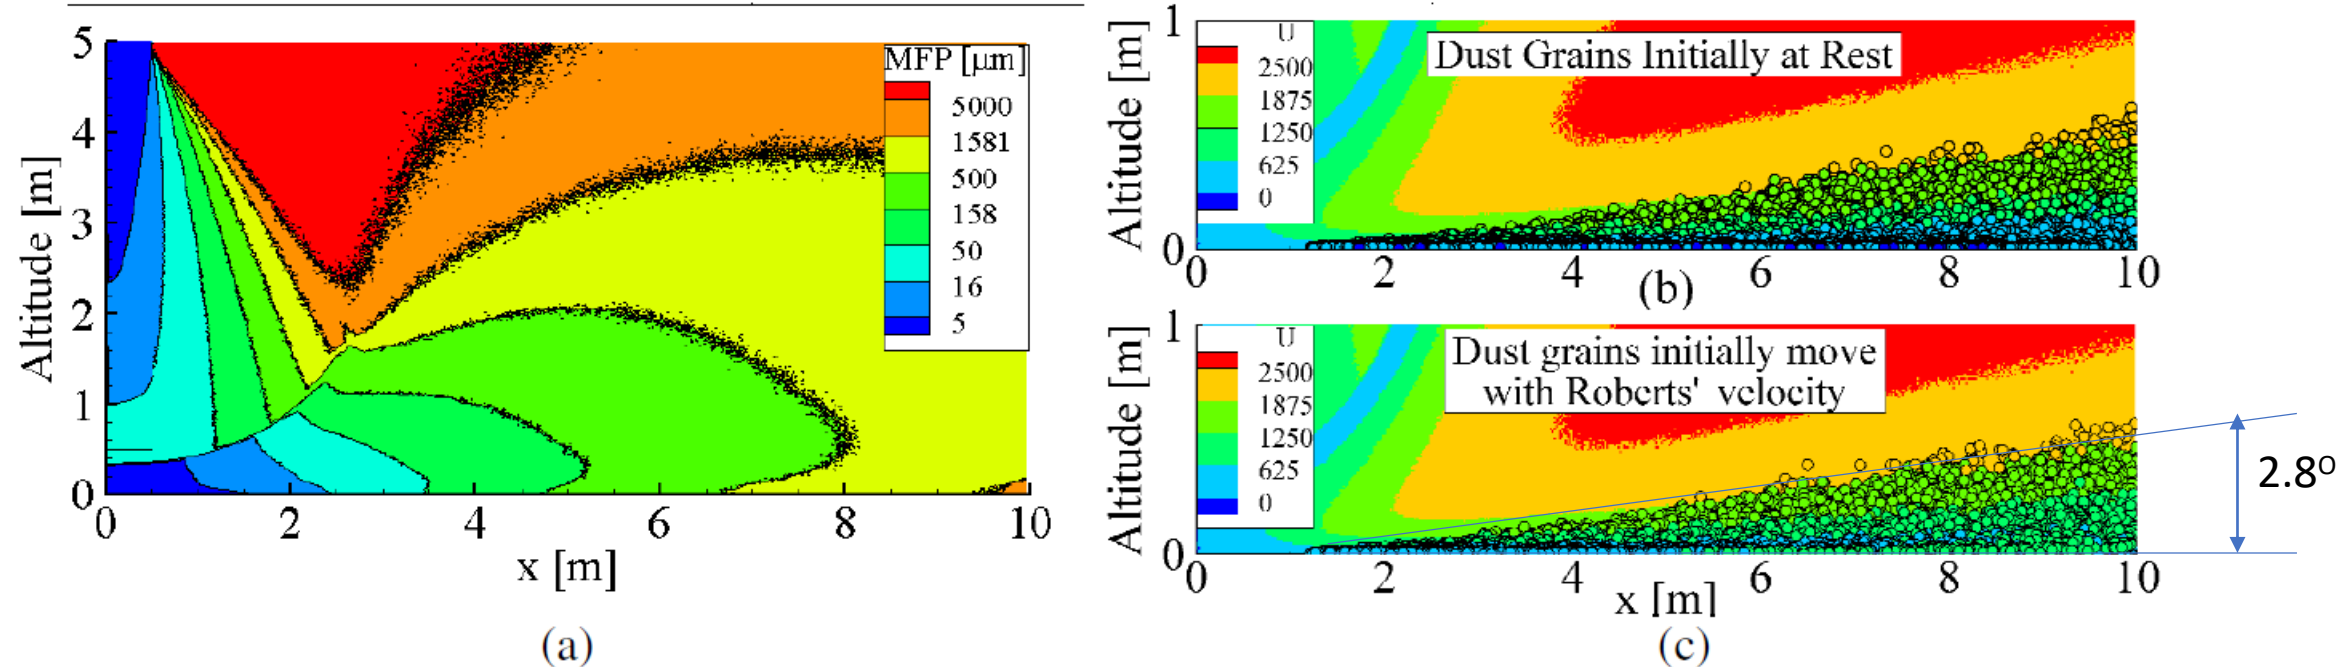 5
4
3
2
1
0
Altitude [m]
0 2 4 6 8 10
x [m]
MFP [µm]
5000
1581
500
158
50
16
5
(a)
1
0
Altitude [m]
U
2500
1875
1250
625
0
Dust Grains Initially at Rest
0 2 4 6 8 10
(b)
1
0
Altitude [m]
U
2500
1875
1250
625
0
Dust grains initially move
with Roberts' velocity
2.8O
0 2 4 6 8 10
x [m]
(c)